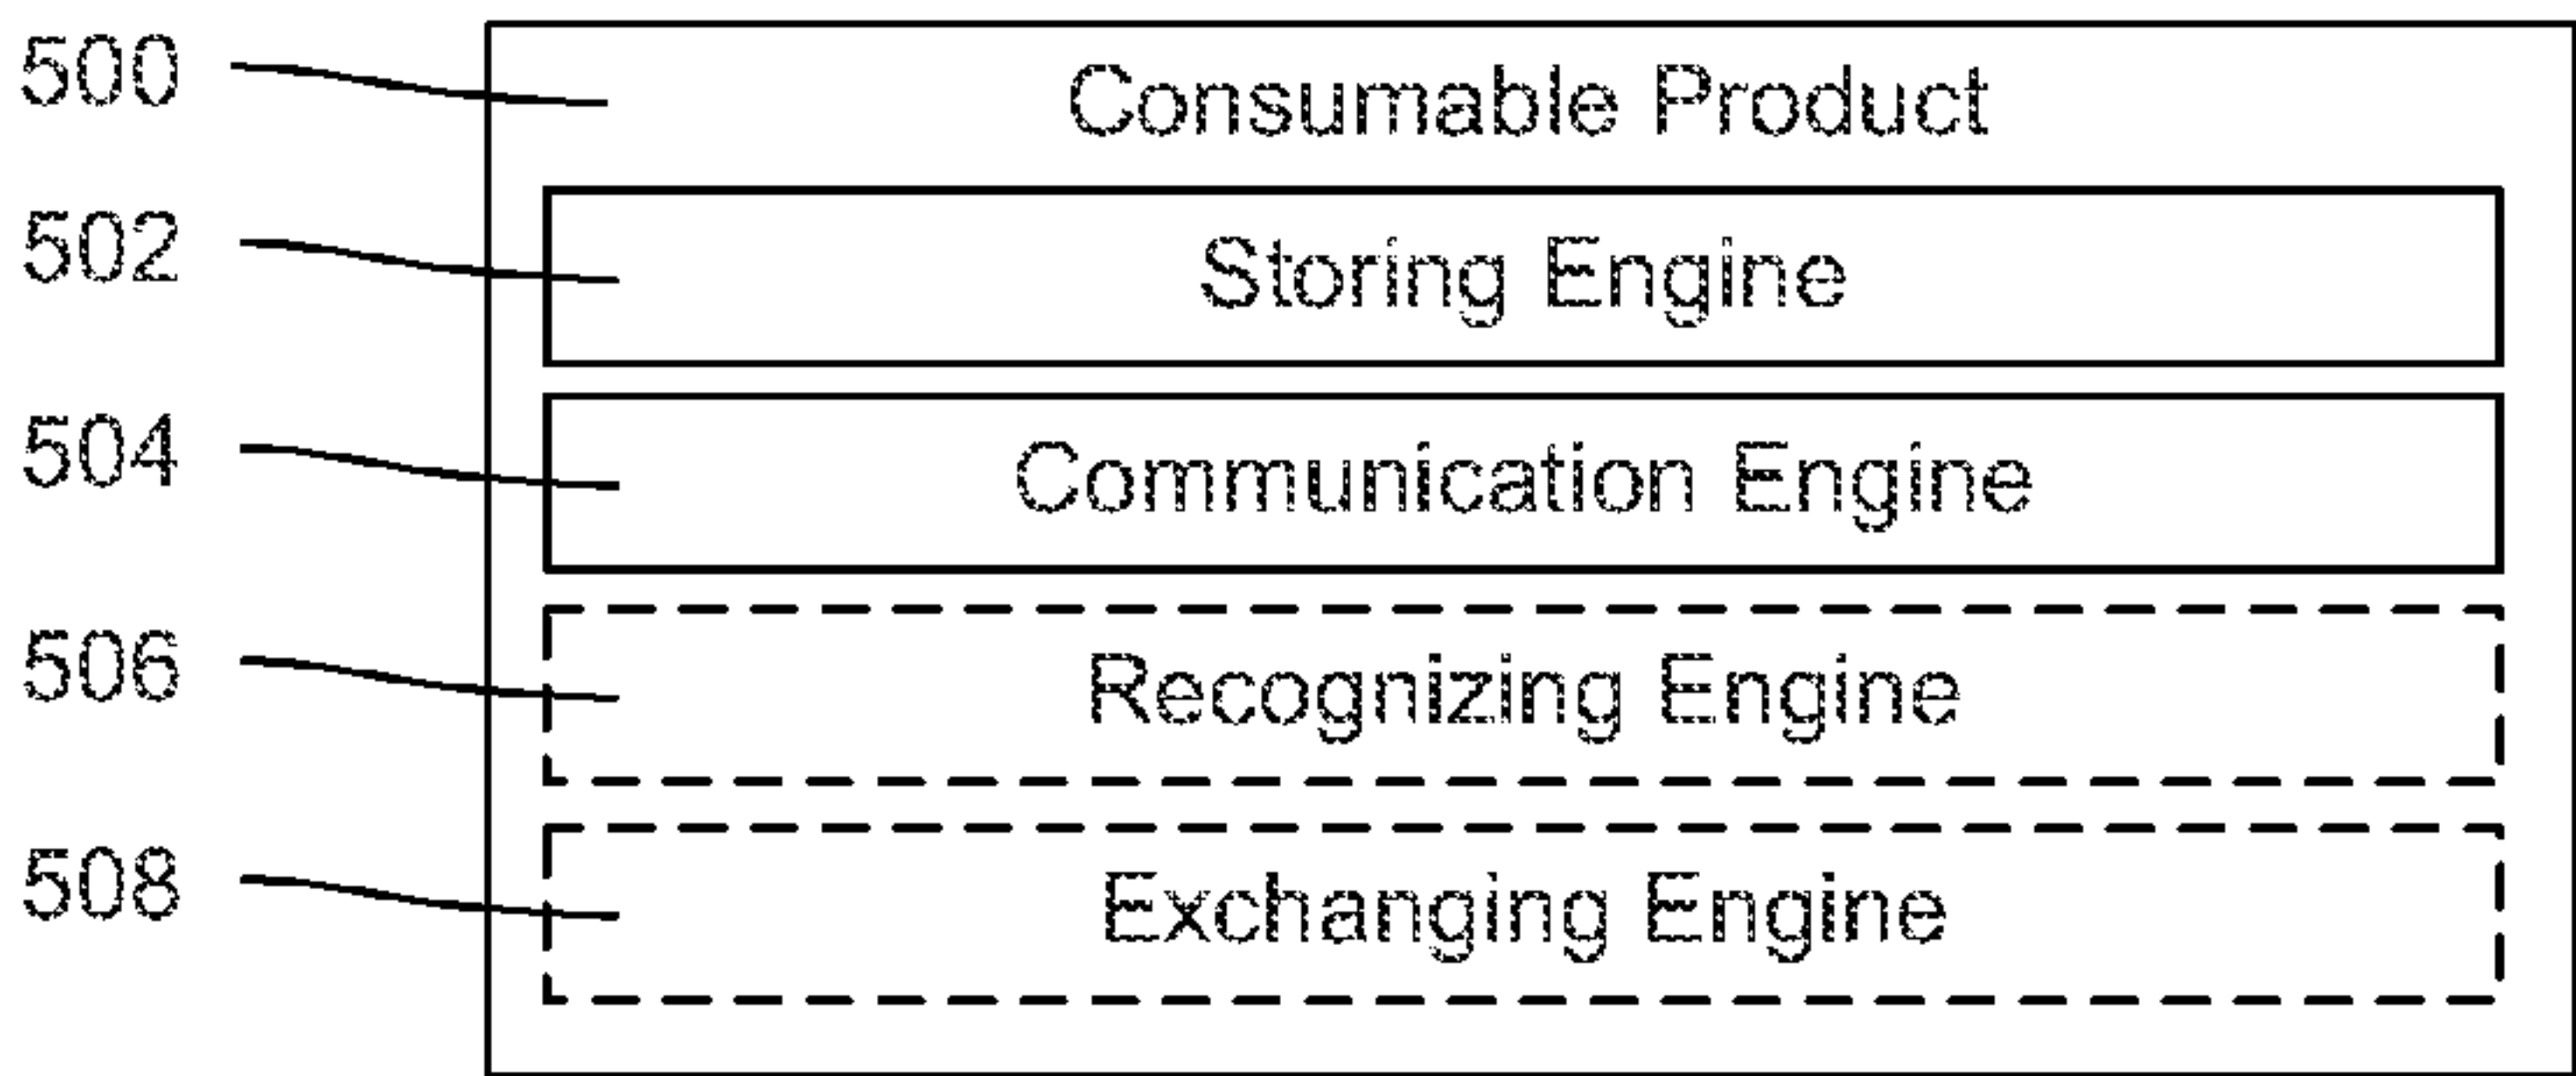 500 Consumable Product
502 Storing Engine
504 Communication Engine
506 Recognizing Engine
508 Exchanging Engine